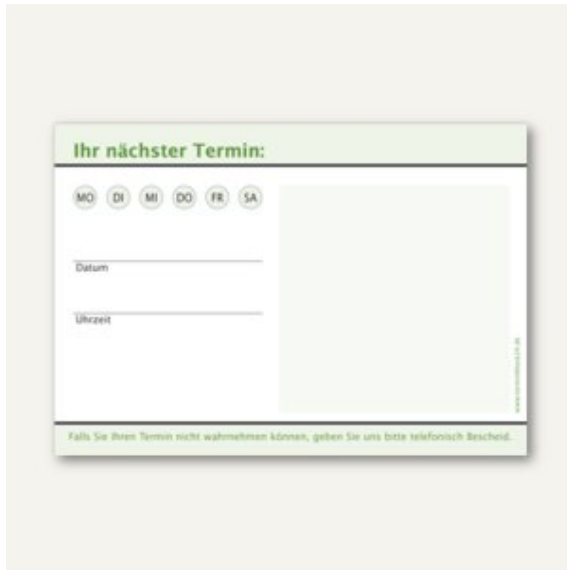 Ihr nächster Termin:
MO DI MI DO FR SA
Datum
Uhrzeit
Falls Sie Ihren Termin nicht wahrnehmen können, geben Sie uns bitte telefonisch Bescheid.